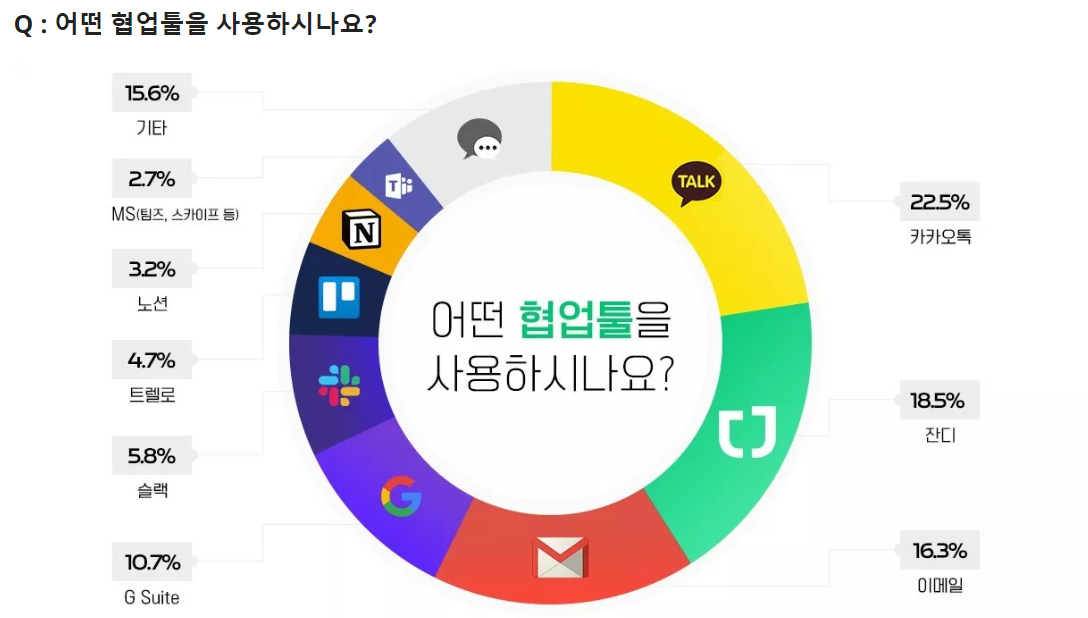 Q : 어떤 협업툴을 사용하시나요?
15.6%
기타
2.7%
MS(팀즈, 스카이프 등)
3.2%
노션
4.7%
트렐로
5.8%
슬랙
10.7%
G Suite
TALK
T
N
G
어떤 협업툴을
사용하시나요?
22.5%
카카오톡
18.5%
잔디
16.3%
이메일